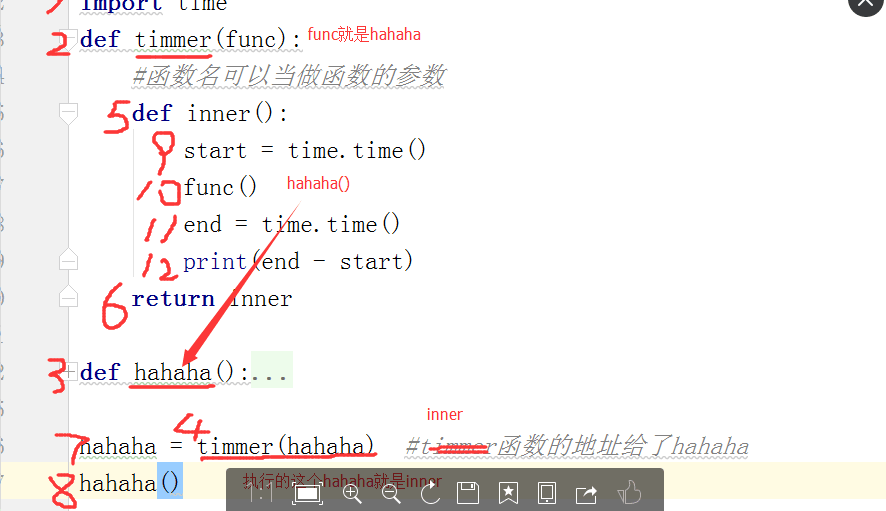 1 import time
2 def timmer(func): func就是hahaha
#函数名可以当做函数的参数
5 def inner():
9 start = time.time()
10 func() hahaha()
11 end = time.time()
12 print(end - start)
6 return inner
3 def hahaha():...
4 inner
7 hahaha = timmer(hahaha) #timmer函数的地址给了hahaha
8 hahaha() 执行的这个hahaha就是inner
1:1